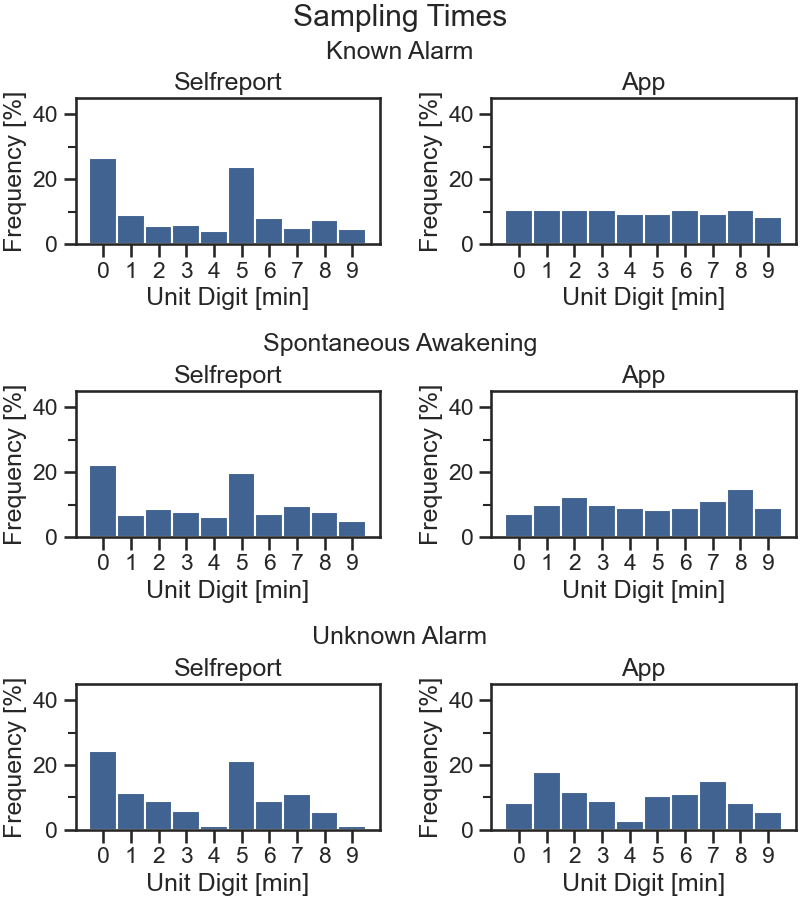 Sampling Times
Known Alarm
Selfreport
App
Frequency [%]
40
20
0
0 1 2 3 4 5 6 7 8 9
Unit Digit [min]
Frequency [%]
40
20
0
0 1 2 3 4 5 6 7 8 9
Unit Digit [min]
Spontaneous Awakening
Selfreport
App
Frequency [%]
40
20
0
0 1 2 3 4 5 6 7 8 9
Unit Digit [min]
Frequency [%]
40
20
0
0 1 2 3 4 5 6 7 8 9
Unit Digit [min]
Unknown Alarm
Selfreport
App
Frequency [%]
40
20
0
0 1 2 3 4 5 6 7 8 9
Unit Digit [min]
Frequency [%]
40
20
0
0 1 2 3 4 5 6 7 8 9
Unit Digit [min]